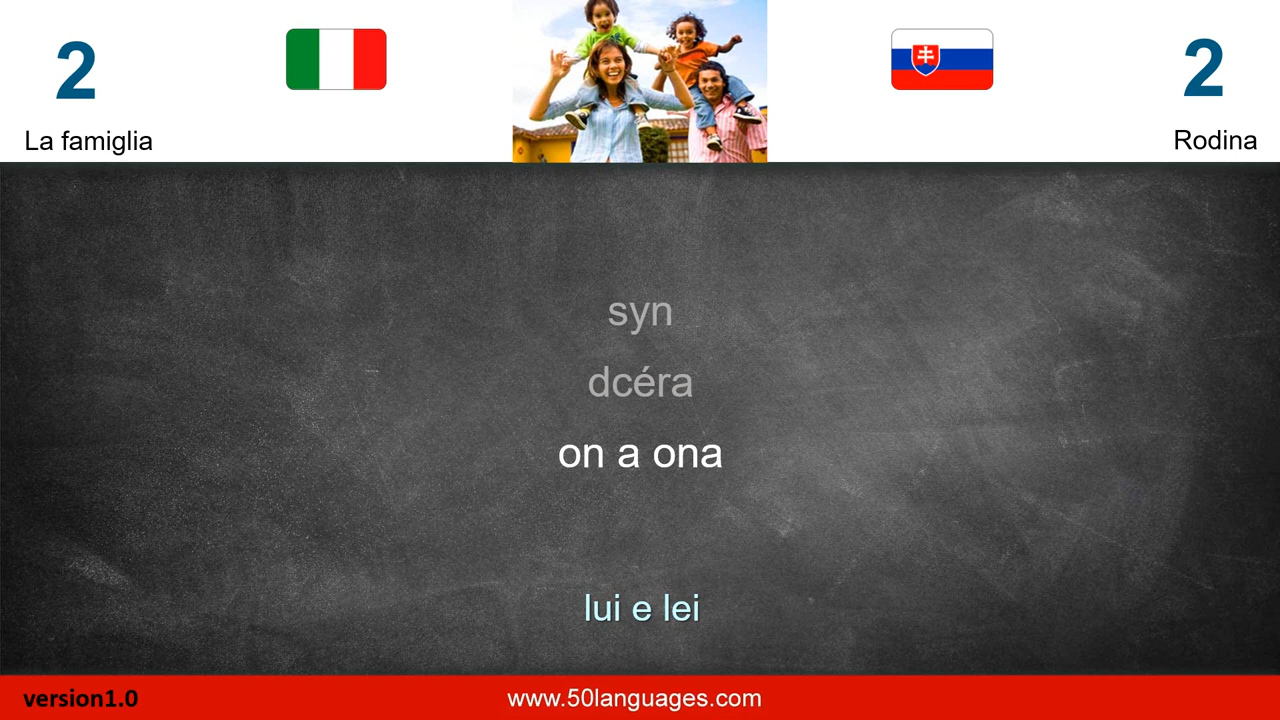 2
2
La famiglia
Rodina
syn
dcéra
on a ona
lui e lei
version1.0
www.50languages.com